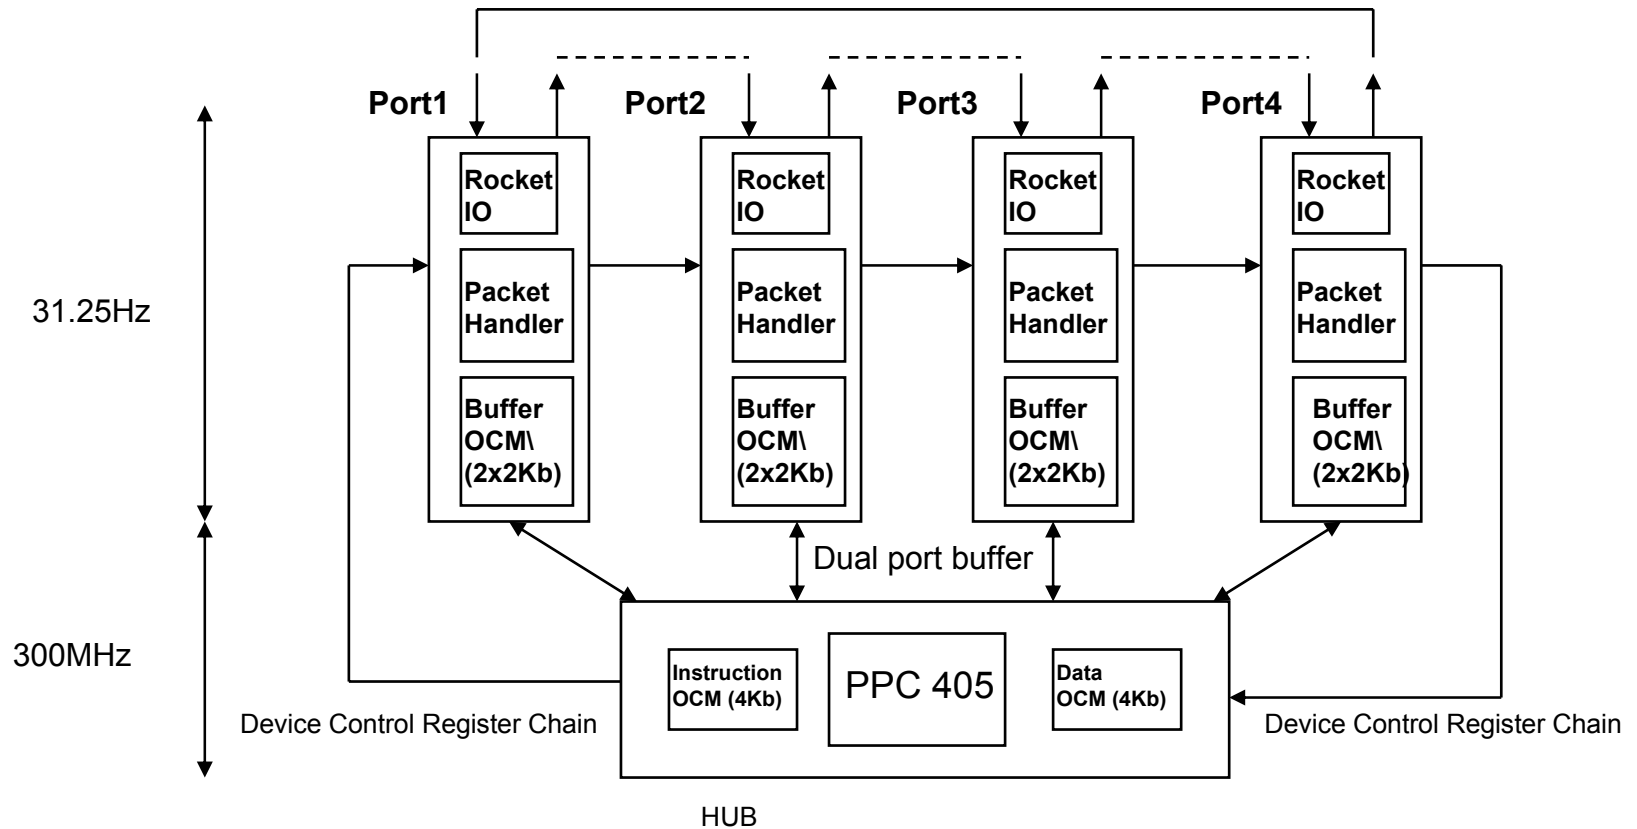 Port1
Port2
Port3
Port4
Rocket
IO
Rocket
IO
Rocket
IO
Rocket
IO
31.25Hz
Packet
Handler
Packet
Handler
Packet
Handler
Packet
Handler
Buffer
OCM\
(2x2Kb)
Buffer
OCM\
(2x2Kb)
Buffer
OCM\
(2x2Kb)
Buffer
OCM\
(2x2Kb)
Dual port buffer
300MHz
Instruction
OCM (4Kb)
PPC 405
Data
OCM (4Kb)
Device Control Register Chain
Device Control Register Chain
HUB